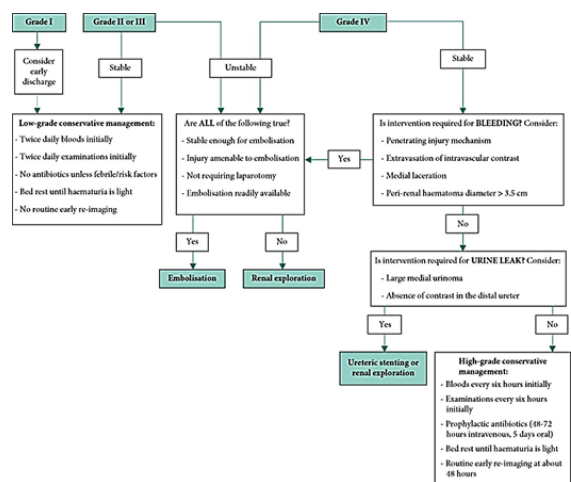 Grade I
Grade II or III
Grade IV
Consider
early
discharge
Stable
Unstable
Stable
Low-grade conservative management:
- Twice daily bloods initially
- Twice daily examinations initially
- No antibiotics unless febrile/risk factors
- Bed rest until haematuria is light
- No routine early re-imaging
Are ALL of the following true?
- Stable enough for embolisation
- Injury amenable to embolisation
- Not requiring laparotomy
- Embolisation readily available
Yes
Is intervention required for BLEEDING? Consider:
- Penetrating injury mechanism
- Extravasation of intravascular contrast
- Medial laceration
- Peri-renal haematoma diameter > 3.5 cm
Yes
No
No
Embolisation
Renal exploration
Is intervention required for URINE LEAK? Consider:
- Large medial urinoma
- Absence of contrast in the distal ureter
Yes
No
Ureteric stenting or
renal exploration
High-grade conservative
management:
- Bloods every six hours initially
- Examinations every six hours
initially
- Prophylactic antibiotics (48-72
hours intravenous, 5 days oral)
- Bed rest until haematuria is light
- Routine early re-imaging at about
48 hours